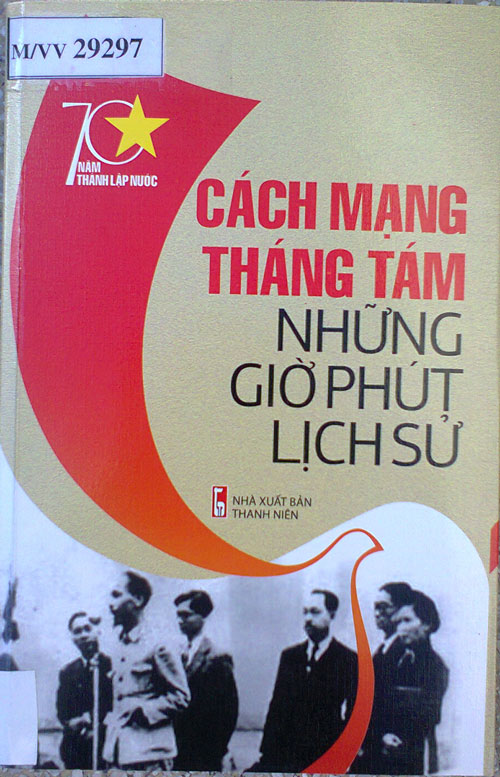 M/VV 29297
70
NĂM
THÀNH LẬP NƯỚC
CÁCH MẠNG
THÁNG TÁM
NHỮNG
GIỜ PHÚT
LỊCH SỬ
NHÀ XUẤT BẢN
THANH NIÊN